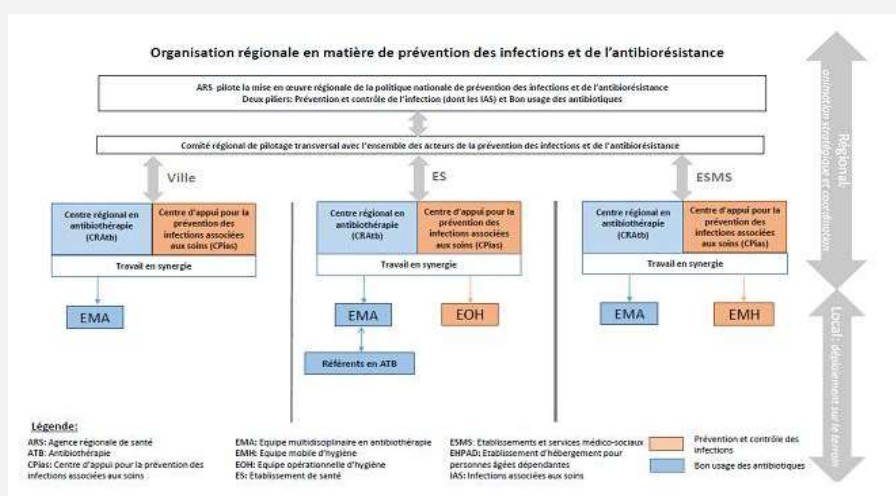 Organisation régionale en matière de prévention des infections et de l'antibiorésistance
ARS pilote la mise en œuvre régionale de la politique nationale de prévention des infections et de l'antibiorésistance
Deux piliers: Prévention et contrôle de l'infection (dont les IAS) et Bon usage des antibiotiques
Comité régional de pilotage transversal avec l'ensemble des acteurs de la prévention des infections et de l'antibiorésistance
Ville
ES
ESMS
Centre régional en
antibiothérapie
(CRAtb)
Centre d'appui pour la
prévention des
infections associées
aux soins (CPias)
Travail en synergie
EMA
Centre régional en
antibiothérapie
(CRAtb)
Centre d'appui pour la
prévention des
infections associées
aux soins (CPias)
Travail en synergie
EMA
EOH
Référents en ATB
Centre régional en
antibiothérapie
(CRAtb)
Centre d'appui pour la
prévention des
infections associées
aux soins (CPias)
Travail en synergie
EMA
EMH
Régional:
animation stratégique et coordination
Local : déploiement sur le terrain
Légende:
ARS: Agence régionale de santé
ATB: Antibiothérapie
CPias: Centre d'appui pour la prévention des
infections associées aux soins
EMA: Equipe multidisciplinaire en antibiothérapie
EMH: Equipe mobile d'hygiène
EOH: Equipe opérationnelle d'hygiène
ES: Etablissement de santé
ESMS: Etablissements et services médico-sociaux
EHPAD: Etablissement d'hébergement pour
personnes âgées dépendantes
IAS: Infections associées aux soins
Prévention et contrôle des
infections
Bon usage des antibiotiques